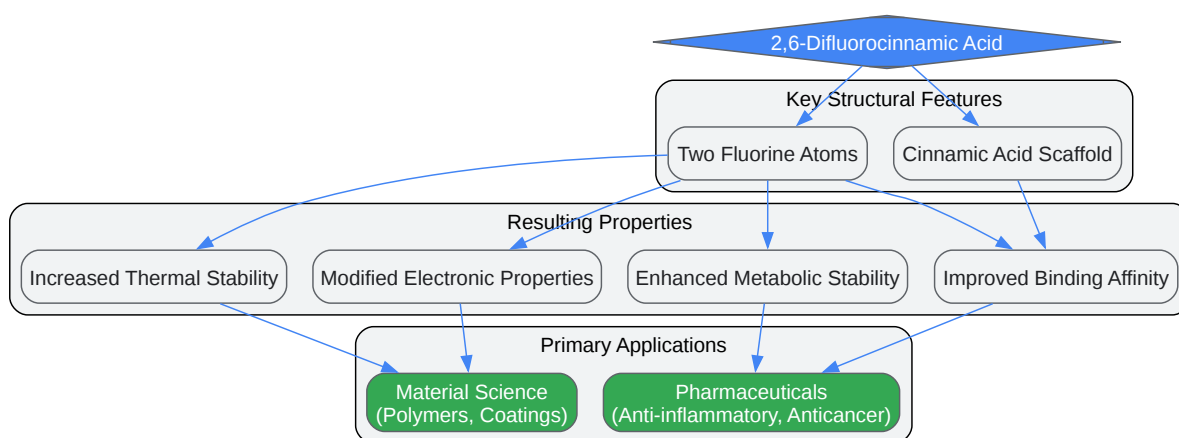 2,6-Difluorocinnamic Acid
Key Structural Features
Two Fluorine Atoms
Cinnamic Acid Scaffold
Resulting Properties
Increased Thermal Stability
Modified Electronic Properties
Enhanced Metabolic Stability
Improved Binding Affinity
Primary Applications
Material Science
(Polymers, Coatings)
Pharmaceuticals
(Anti-inflammatory, Anticancer)